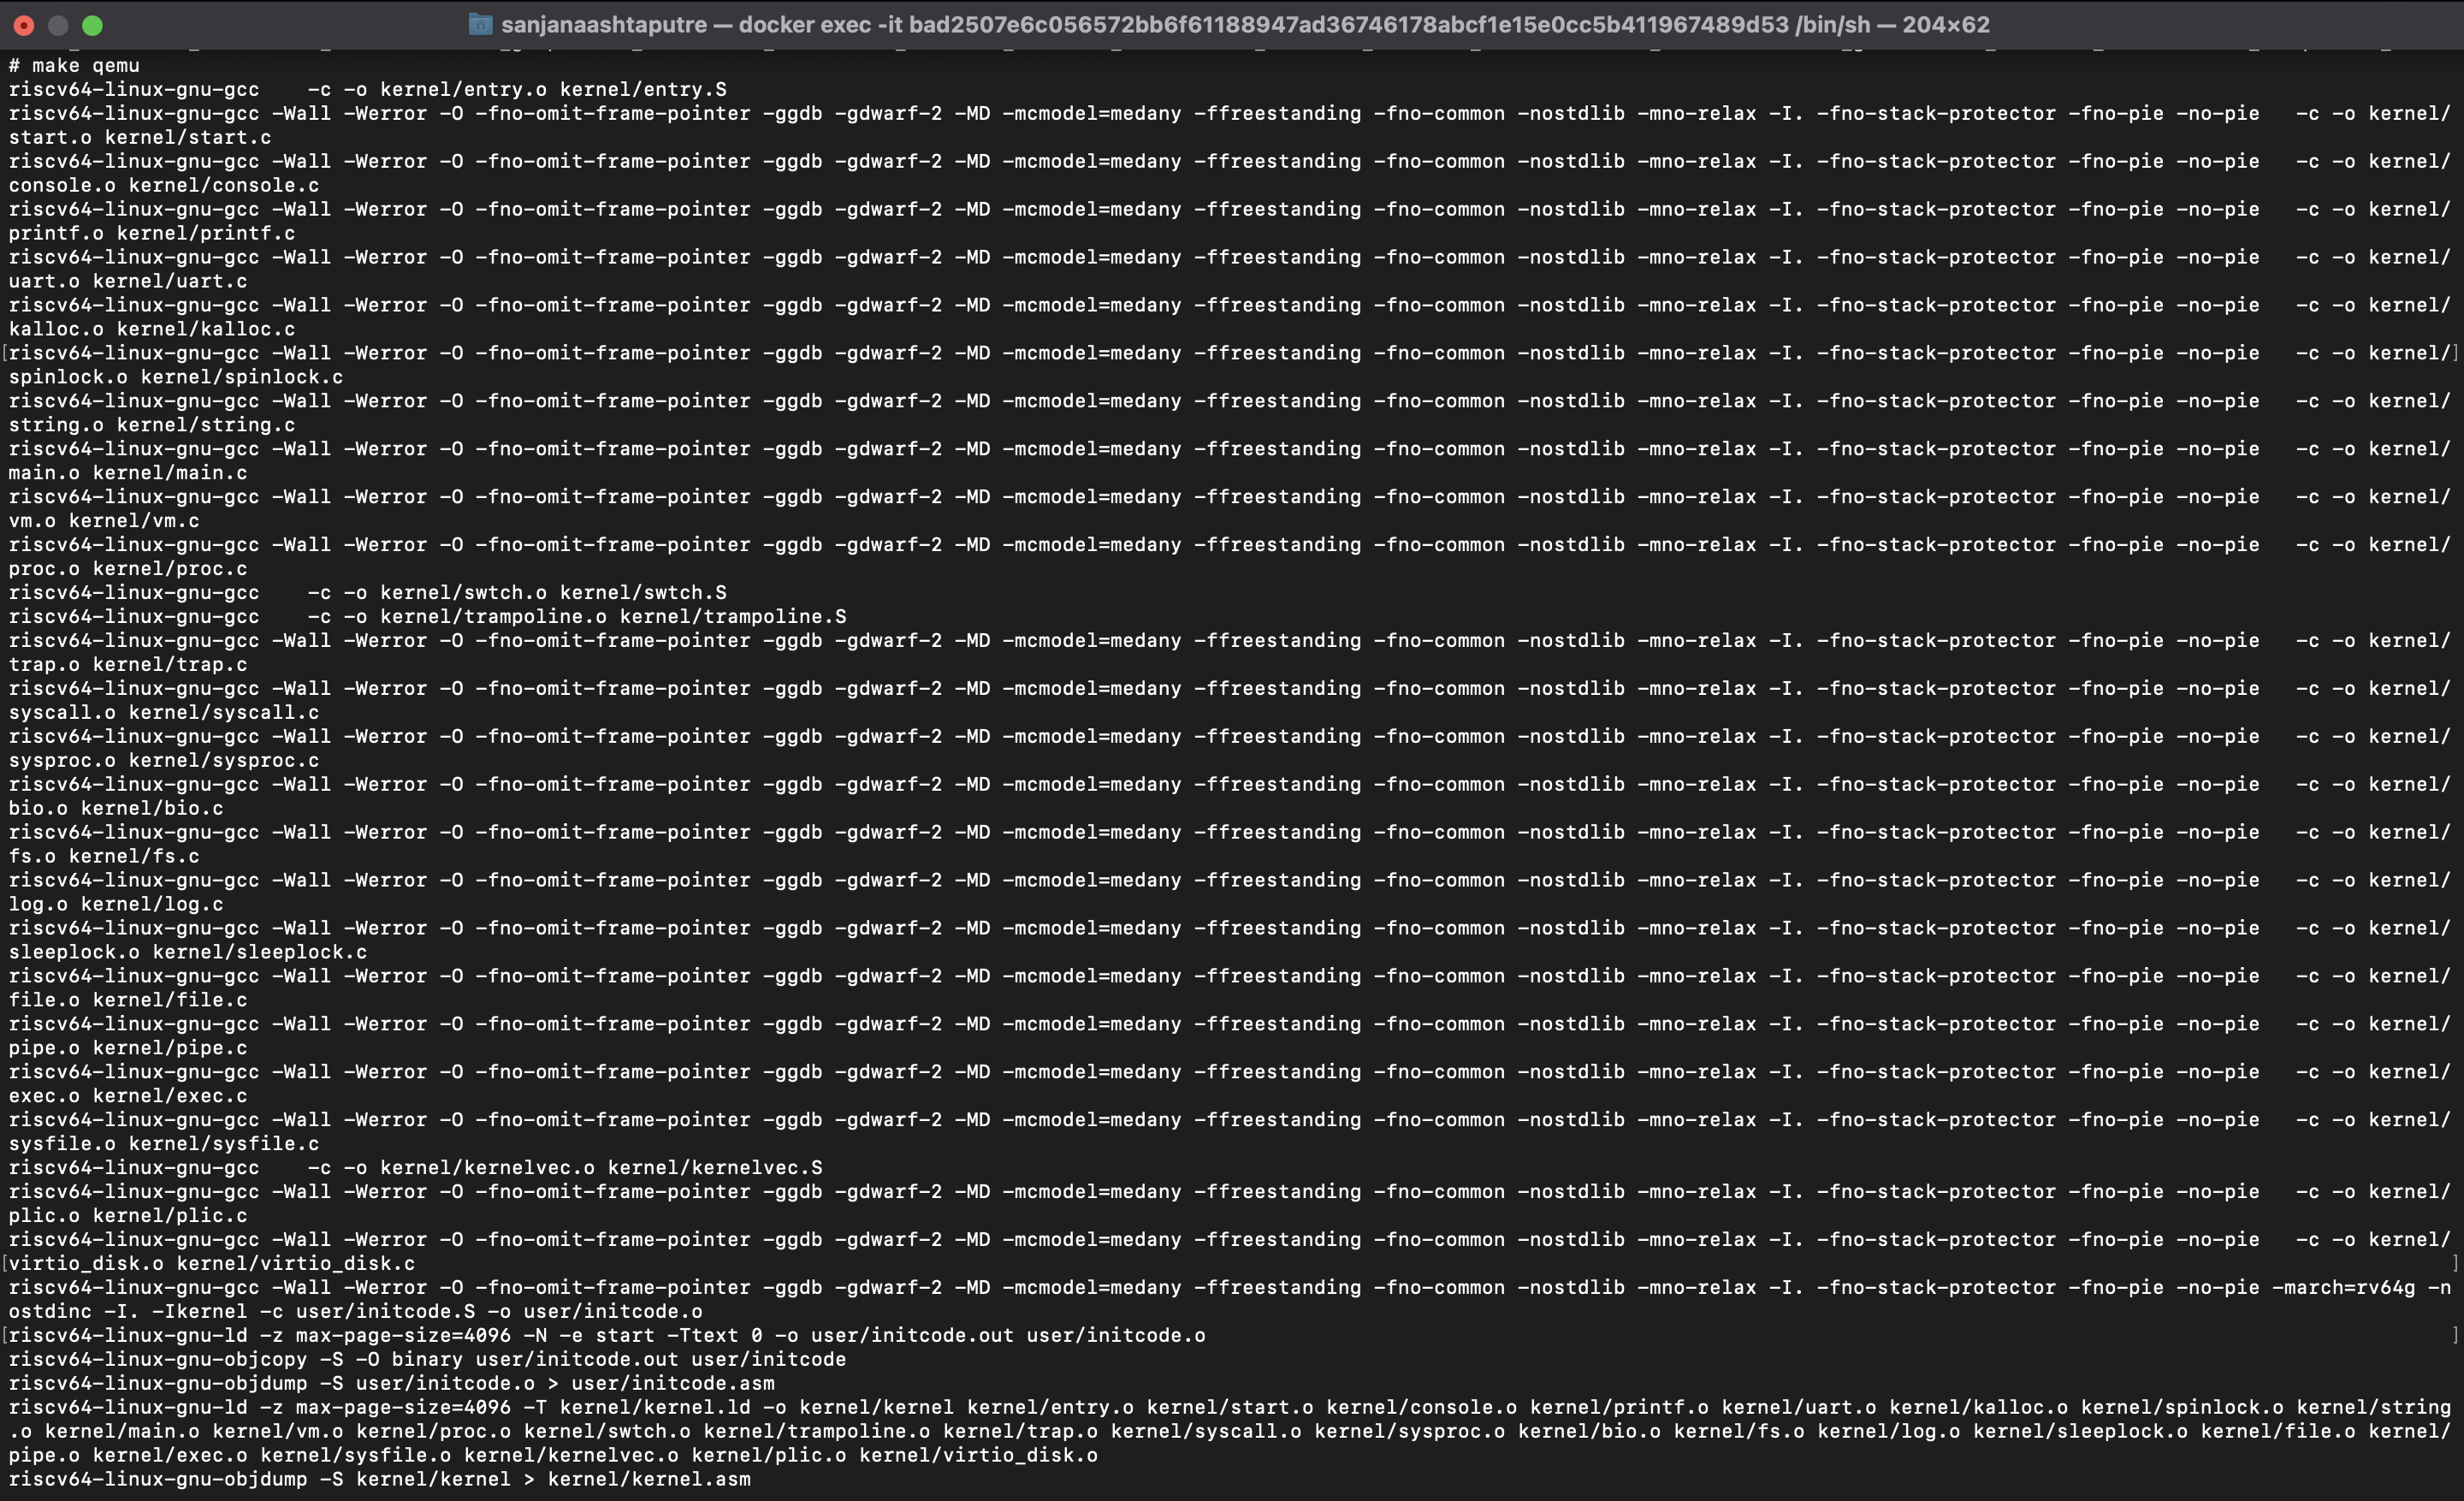 sanjanaashtaputre — docker exec -it bad2507e6c056572bb6f61188947ad36746178abcf1e15e0cc5b411967489d53 /bin/sh — 204×62
# make qemu
riscv64-linux-gnu-gcc    -c -o kernel/entry.o kernel/entry.S
riscv64-linux-gnu-gcc -Wall -Werror -O -fno-omit-frame-pointer -ggdb -gdwarf-2 -MD -mcmodel=medany -ffreestanding -fno-common -nostdlib -mno-relax -I. -fno-stack-protector -fno-pie -no-pie   -c -o kernel/
start.o kernel/start.c
riscv64-linux-gnu-gcc -Wall -Werror -O -fno-omit-frame-pointer -ggdb -gdwarf-2 -MD -mcmodel=medany -ffreestanding -fno-common -nostdlib -mno-relax -I. -fno-stack-protector -fno-pie -no-pie   -c -o kernel/
console.o kernel/console.c
riscv64-linux-gnu-gcc -Wall -Werror -O -fno-omit-frame-pointer -ggdb -gdwarf-2 -MD -mcmodel=medany -ffreestanding -fno-common -nostdlib -mno-relax -I. -fno-stack-protector -fno-pie -no-pie   -c -o kernel/
printf.o kernel/printf.c
riscv64-linux-gnu-gcc -Wall -Werror -O -fno-omit-frame-pointer -ggdb -gdwarf-2 -MD -mcmodel=medany -ffreestanding -fno-common -nostdlib -mno-relax -I. -fno-stack-protector -fno-pie -no-pie   -c -o kernel/
uart.o kernel/uart.c
riscv64-linux-gnu-gcc -Wall -Werror -O -fno-omit-frame-pointer -ggdb -gdwarf-2 -MD -mcmodel=medany -ffreestanding -fno-common -nostdlib -mno-relax -I. -fno-stack-protector -fno-pie -no-pie   -c -o kernel/
kalloc.o kernel/kalloc.c
[riscv64-linux-gnu-gcc -Wall -Werror -O -fno-omit-frame-pointer -ggdb -gdwarf-2 -MD -mcmodel=medany -ffreestanding -fno-common -nostdlib -mno-relax -I. -fno-stack-protector -fno-pie -no-pie   -c -o kernel/]
spinlock.o kernel/spinlock.c
riscv64-linux-gnu-gcc -Wall -Werror -O -fno-omit-frame-pointer -ggdb -gdwarf-2 -MD -mcmodel=medany -ffreestanding -fno-common -nostdlib -mno-relax -I. -fno-stack-protector -fno-pie -no-pie   -c -o kernel/
string.o kernel/string.c
riscv64-linux-gnu-gcc -Wall -Werror -O -fno-omit-frame-pointer -ggdb -gdwarf-2 -MD -mcmodel=medany -ffreestanding -fno-common -nostdlib -mno-relax -I. -fno-stack-protector -fno-pie -no-pie   -c -o kernel/
main.o kernel/main.c
riscv64-linux-gnu-gcc -Wall -Werror -O -fno-omit-frame-pointer -ggdb -gdwarf-2 -MD -mcmodel=medany -ffreestanding -fno-common -nostdlib -mno-relax -I. -fno-stack-protector -fno-pie -no-pie   -c -o kernel/
vm.o kernel/vm.c
riscv64-linux-gnu-gcc -Wall -Werror -O -fno-omit-frame-pointer -ggdb -gdwarf-2 -MD -mcmodel=medany -ffreestanding -fno-common -nostdlib -mno-relax -I. -fno-stack-protector -fno-pie -no-pie   -c -o kernel/
proc.o kernel/proc.c
riscv64-linux-gnu-gcc    -c -o kernel/swtch.o kernel/swtch.S
riscv64-linux-gnu-gcc    -c -o kernel/trampoline.o kernel/trampoline.S
riscv64-linux-gnu-gcc -Wall -Werror -O -fno-omit-frame-pointer -ggdb -gdwarf-2 -MD -mcmodel=medany -ffreestanding -fno-common -nostdlib -mno-relax -I. -fno-stack-protector -fno-pie -no-pie   -c -o kernel/
trap.o kernel/trap.c
riscv64-linux-gnu-gcc -Wall -Werror -O -fno-omit-frame-pointer -ggdb -gdwarf-2 -MD -mcmodel=medany -ffreestanding -fno-common -nostdlib -mno-relax -I. -fno-stack-protector -fno-pie -no-pie   -c -o kernel/
syscall.o kernel/syscall.c
riscv64-linux-gnu-gcc -Wall -Werror -O -fno-omit-frame-pointer -ggdb -gdwarf-2 -MD -mcmodel=medany -ffreestanding -fno-common -nostdlib -mno-relax -I. -fno-stack-protector -fno-pie -no-pie   -c -o kernel/
sysproc.o kernel/sysproc.c
riscv64-linux-gnu-gcc -Wall -Werror -O -fno-omit-frame-pointer -ggdb -gdwarf-2 -MD -mcmodel=medany -ffreestanding -fno-common -nostdlib -mno-relax -I. -fno-stack-protector -fno-pie -no-pie   -c -o kernel/
bio.o kernel/bio.c
riscv64-linux-gnu-gcc -Wall -Werror -O -fno-omit-frame-pointer -ggdb -gdwarf-2 -MD -mcmodel=medany -ffreestanding -fno-common -nostdlib -mno-relax -I. -fno-stack-protector -fno-pie -no-pie   -c -o kernel/
fs.o kernel/fs.c
riscv64-linux-gnu-gcc -Wall -Werror -O -fno-omit-frame-pointer -ggdb -gdwarf-2 -MD -mcmodel=medany -ffreestanding -fno-common -nostdlib -mno-relax -I. -fno-stack-protector -fno-pie -no-pie   -c -o kernel/
log.o kernel/log.c
riscv64-linux-gnu-gcc -Wall -Werror -O -fno-omit-frame-pointer -ggdb -gdwarf-2 -MD -mcmodel=medany -ffreestanding -fno-common -nostdlib -mno-relax -I. -fno-stack-protector -fno-pie -no-pie   -c -o kernel/
sleeplock.o kernel/sleeplock.c
riscv64-linux-gnu-gcc -Wall -Werror -O -fno-omit-frame-pointer -ggdb -gdwarf-2 -MD -mcmodel=medany -ffreestanding -fno-common -nostdlib -mno-relax -I. -fno-stack-protector -fno-pie -no-pie   -c -o kernel/
file.o kernel/file.c
riscv64-linux-gnu-gcc -Wall -Werror -O -fno-omit-frame-pointer -ggdb -gdwarf-2 -MD -mcmodel=medany -ffreestanding -fno-common -nostdlib -mno-relax -I. -fno-stack-protector -fno-pie -no-pie   -c -o kernel/
pipe.o kernel/pipe.c
riscv64-linux-gnu-gcc -Wall -Werror -O -fno-omit-frame-pointer -ggdb -gdwarf-2 -MD -mcmodel=medany -ffreestanding -fno-common -nostdlib -mno-relax -I. -fno-stack-protector -fno-pie -no-pie   -c -o kernel/
exec.o kernel/exec.c
riscv64-linux-gnu-gcc -Wall -Werror -O -fno-omit-frame-pointer -ggdb -gdwarf-2 -MD -mcmodel=medany -ffreestanding -fno-common -nostdlib -mno-relax -I. -fno-stack-protector -fno-pie -no-pie   -c -o kernel/
sysfile.o kernel/sysfile.c
riscv64-linux-gnu-gcc    -c -o kernel/kernelvec.o kernel/kernelvec.S
riscv64-linux-gnu-gcc -Wall -Werror -O -fno-omit-frame-pointer -ggdb -gdwarf-2 -MD -mcmodel=medany -ffreestanding -fno-common -nostdlib -mno-relax -I. -fno-stack-protector -fno-pie -no-pie   -c -o kernel/
plic.o kernel/plic.c
riscv64-linux-gnu-gcc -Wall -Werror -O -fno-omit-frame-pointer -ggdb -gdwarf-2 -MD -mcmodel=medany -ffreestanding -fno-common -nostdlib -mno-relax -I. -fno-stack-protector -fno-pie -no-pie   -c -o kernel/
[virtio_disk.o kernel/virtio_disk.c ]
riscv64-linux-gnu-gcc -Wall -Werror -O -fno-omit-frame-pointer -ggdb -gdwarf-2 -MD -mcmodel=medany -ffreestanding -fno-common -nostdlib -mno-relax -I. -fno-stack-protector -fno-pie -no-pie -march=rv64g -n
ostdinc -I. -Ikernel -c user/initcode.S -o user/initcode.o
[riscv64-linux-gnu-ld -z max-page-size=4096 -N -e start -Ttext 0 -o user/initcode.out user/initcode.o ]
riscv64-linux-gnu-objcopy -S -O binary user/initcode.out user/initcode
riscv64-linux-gnu-objdump -S user/initcode.o > user/initcode.asm
riscv64-linux-gnu-ld -z max-page-size=4096 -T kernel/kernel.ld -o kernel/kernel kernel/entry.o kernel/start.o kernel/console.o kernel/printf.o kernel/uart.o kernel/kalloc.o kernel/spinlock.o kernel/string
.o kernel/main.o kernel/vm.o kernel/proc.o kernel/swtch.o kernel/trampoline.o kernel/trap.o kernel/syscall.o kernel/sysproc.o kernel/bio.o kernel/fs.o kernel/log.o kernel/sleeplock.o kernel/file.o kernel/
pipe.o kernel/exec.o kernel/sysfile.o kernel/kernelvec.o kernel/plic.o kernel/virtio_disk.o
riscv64-linux-gnu-objdump -S kernel/kernel > kernel/kernel.asm